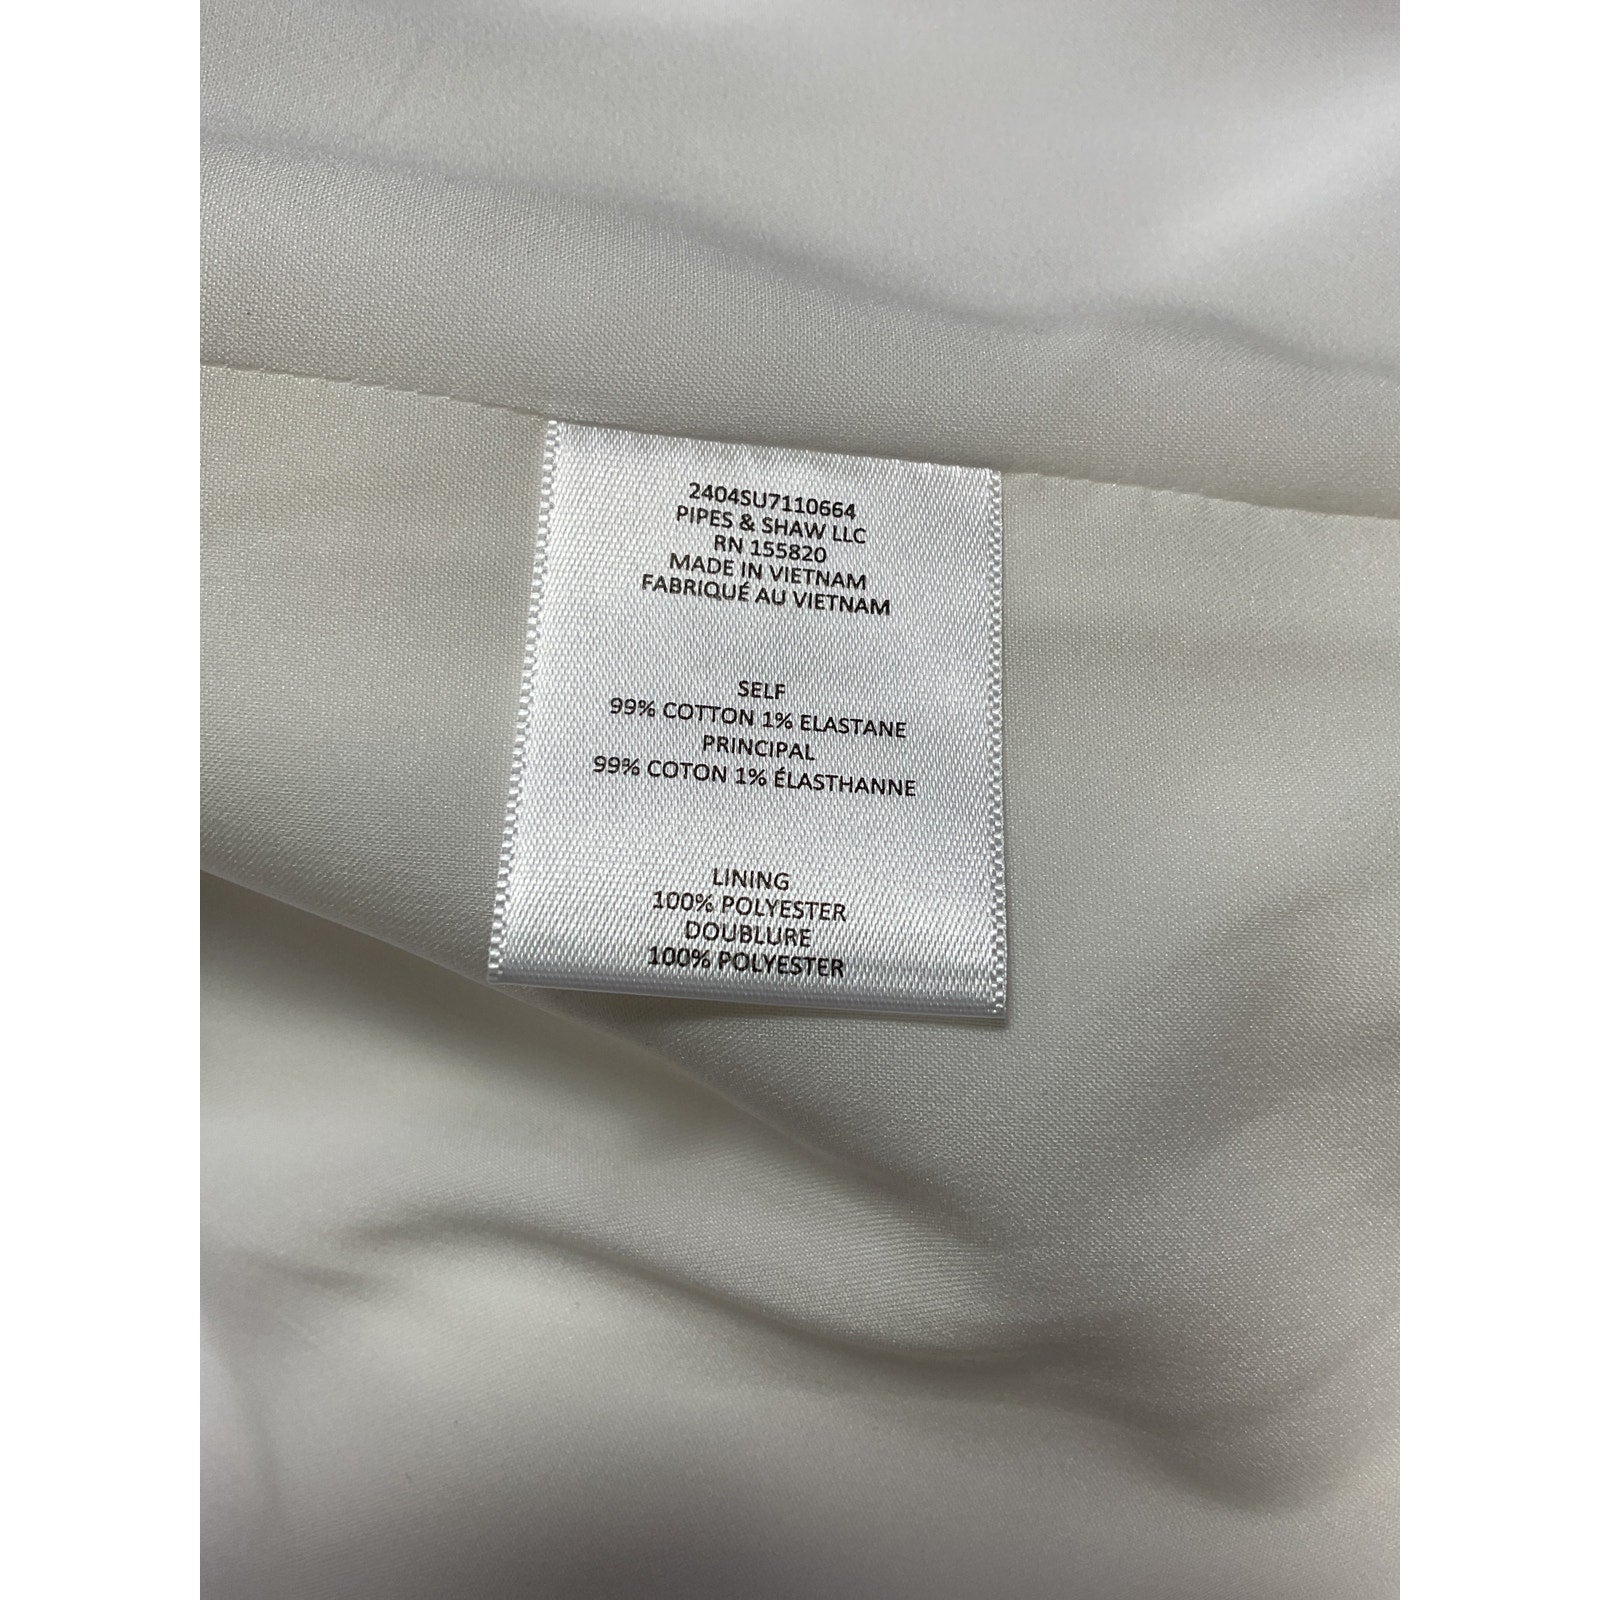 2404SU7110664
PIPES & SHAW LLC
RN 155820
MADE IN VIETNAM
FABRIQUÉ AU VIETNAM
SELF
99% COTTON 1% ELASTANE
PRINCIPAL
99% COTON 1% ÉLASTHANNE
LINING
100% POLYESTER
DOUBLURE
100% POLYESTER